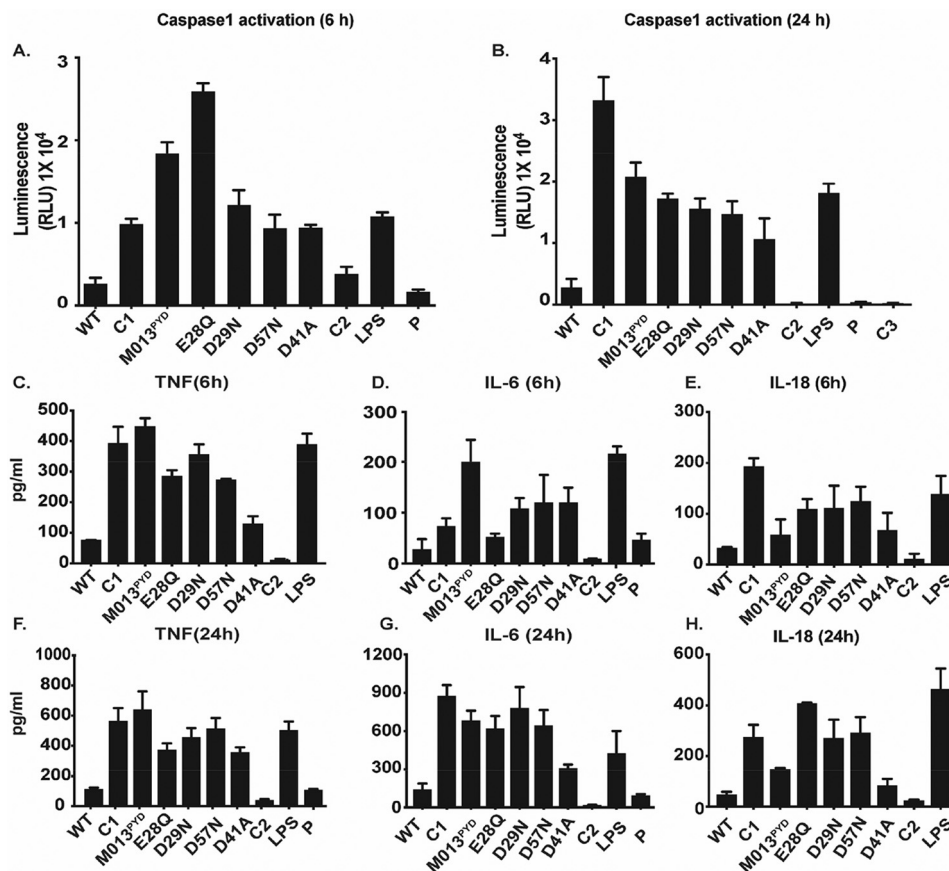 Caspase1 activation (6 h)
Caspase1 activation (24 h)
A.
B.
Luminescence
(RLU) 1X 10⁴
2
1
0
WT C1 M013ᴾʸᴰ E28Q D29N D57N D41A C2 LPS P
Luminescence
(RLU) 1X 10⁴
4
3
2
1
0
WT C1 M013ᴾʸᴰ E28Q D29N D57N D41A C2 LPS P C3
C. TNF(6h)
pg/ml
500
400
300
200
100
0
WT C1 M013ᴾʸᴰ E28Q D29N D57N D41A C2 LPS
D. IL-6 (6h)
300
200
100
0
WT C1 M013ᴾʸᴰ E28Q D29N D57N D41A C2 LPS P
E. IL-18 (6h)
300
200
100
0
WT C1 M013ᴾʸᴰ E28Q D29N D57N D41A C2 LPS
F. TNF(24h)
pg/ml
1000
800
600
400
200
0
WT C1 M013ᴾʸᴰ E28Q D29N D57N D41A C2 LPS P
G. IL-6 (24h)
1200
900
600
300
0
WT C1 M013ᴾʸᴰ E28Q D29N D57N D41A C2 LPS P
H. IL-18 (24h)
600
400
200
0
WT C1 M013ᴾʸᴰ E28Q D29N D57N D41A C2 LPS